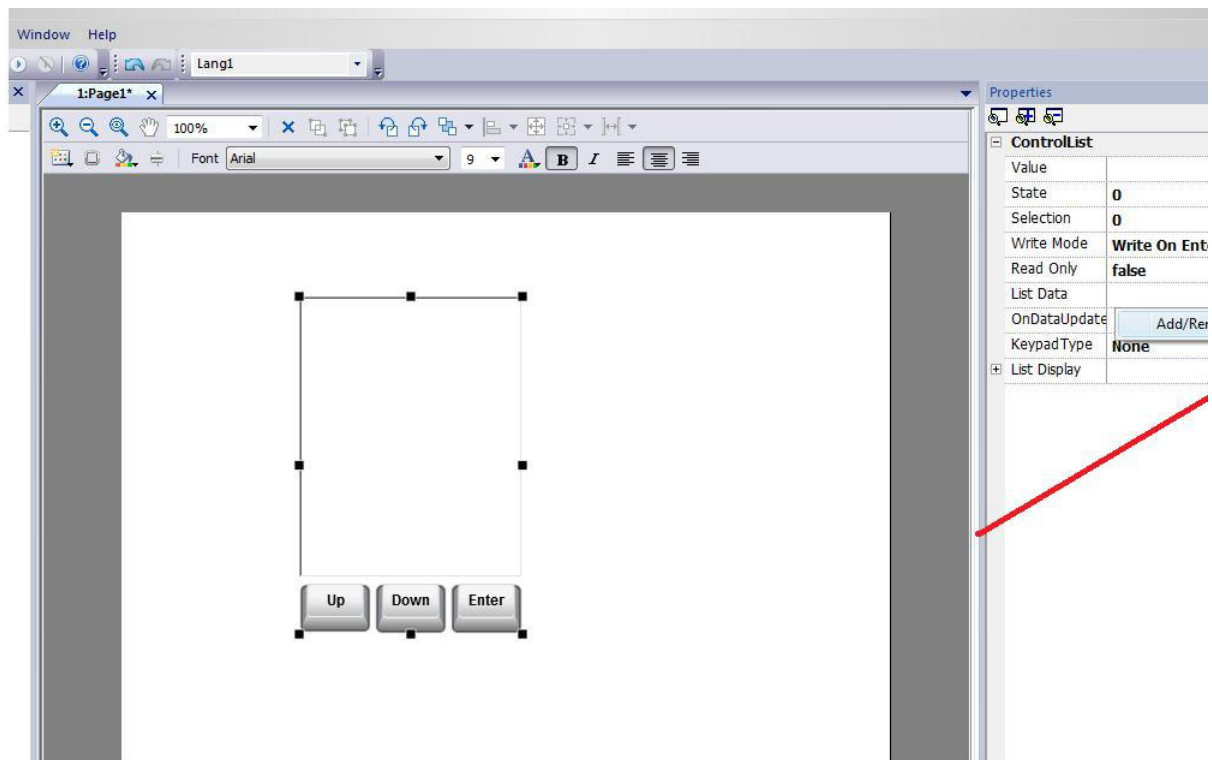 Window Help
Lang1
1:Page1*
Properties
100%
Font Arial 9 A B I
ControlList
Value
State 0
Selection 0
Write Mode Write On Ent
Read Only false
List Data
OnDataUpdate Add/Rer
KeypadType None
List Display
Up Down Enter